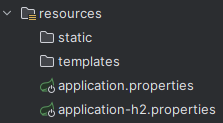 resources
static
templates
application.properties
application-h2.properties